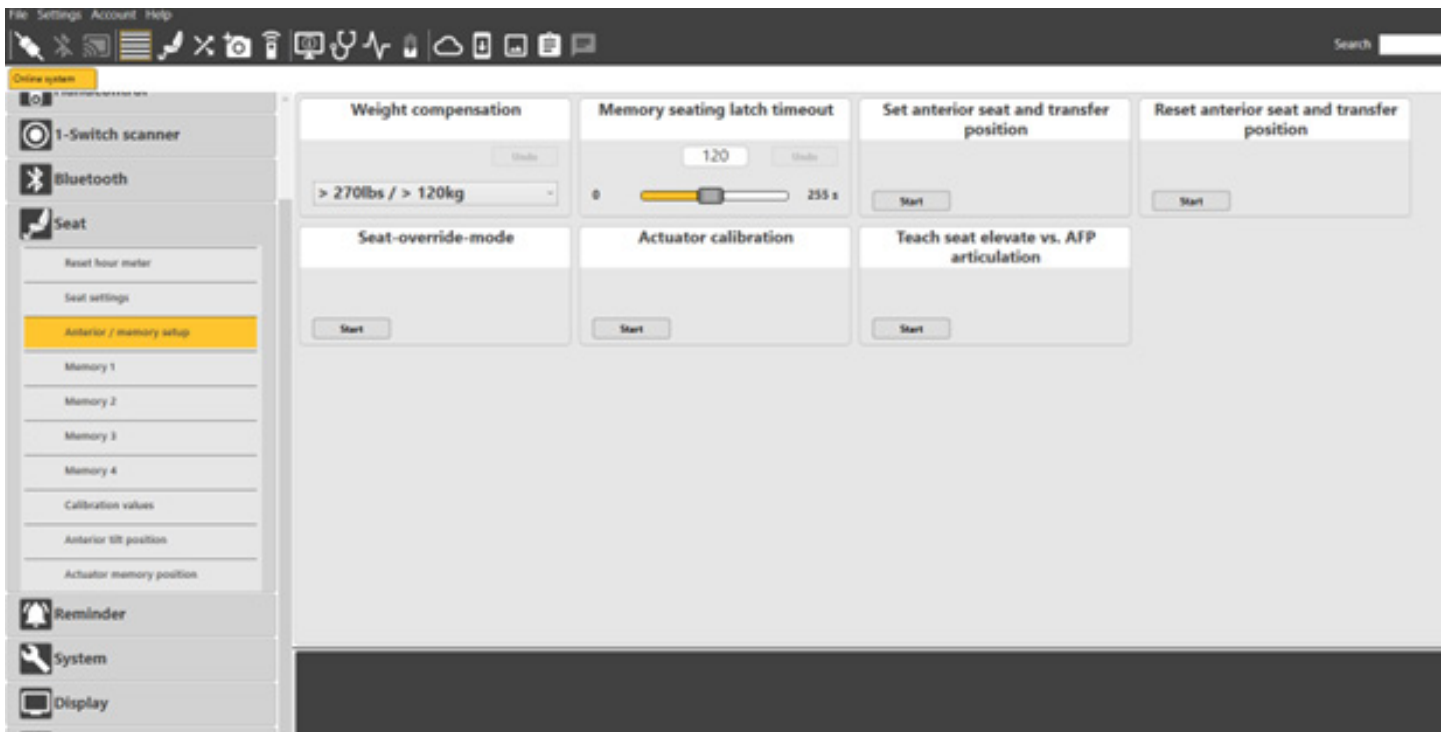 File Settings Account Help
Search
Online system
Handcontrol
1-Switch scanner
Bluetooth
Seat
Reset hour meter
Seat settings
Anterior / memory setup
Memory 1
Memory 2
Memory 3
Memory 4
Calibration values
Anterior tilt position
Actuator memory position
Reminder
System
Display
Weight compensation
Undo
> 270lbs / > 120kg
Memory seating latch timeout
120 Undo
0 255 s
Set anterior seat and transfer
position
Start
Reset anterior seat and transfer
position
Start
Seat-override-mode
Start
Actuator calibration
Start
Teach seat elevate vs. AFP
articulation
Start